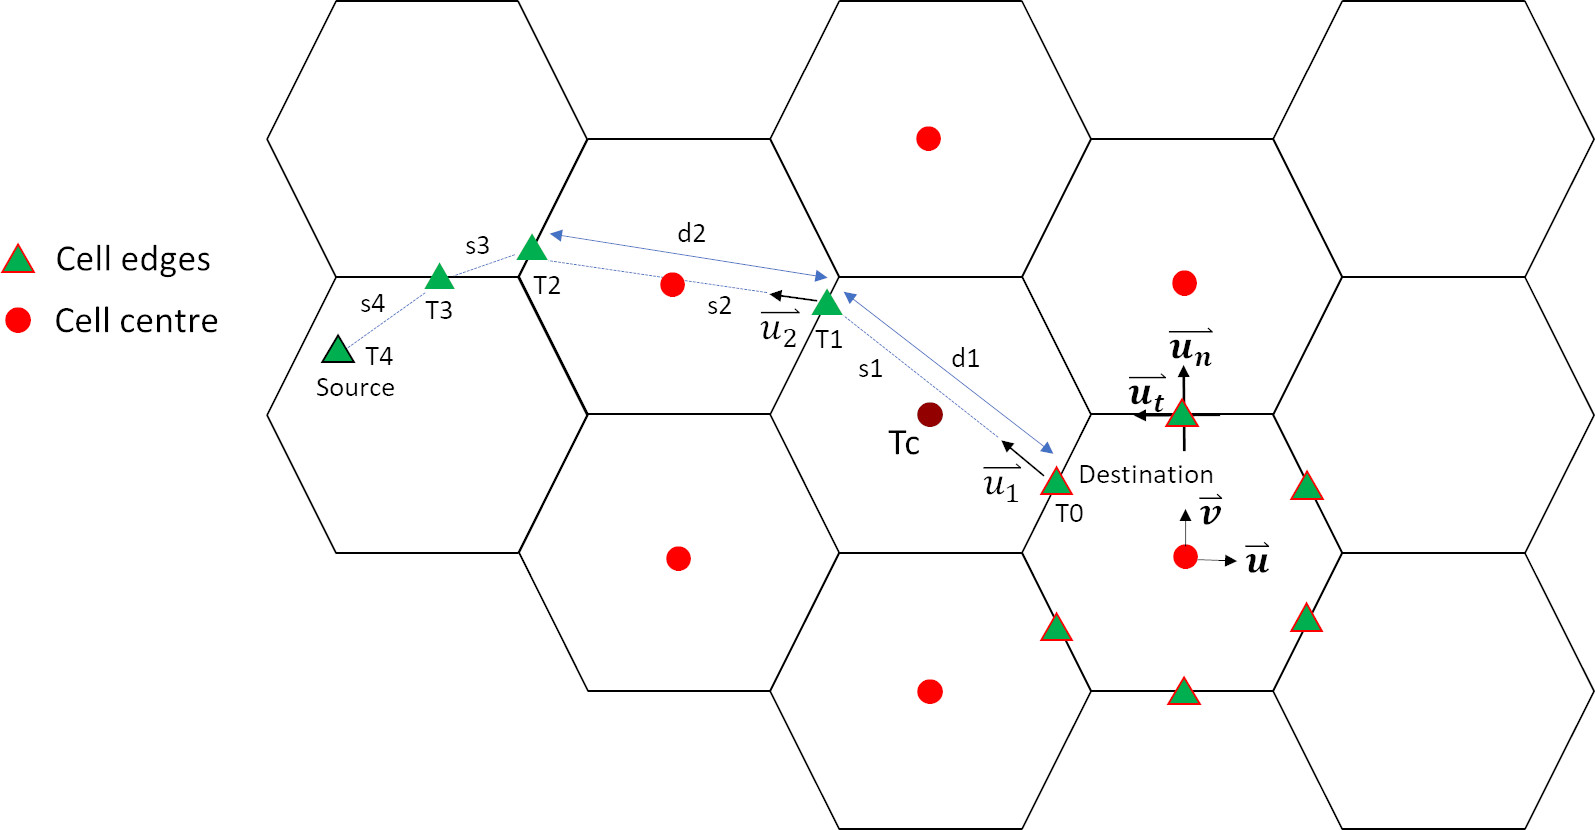 Cell edges
Cell centre
s3
d2
T2
s4
T3
s2
u₂
T1
T4
Source
s1
d1
Tc
u₁
T0
uₙ
uₜ
Destination
v
u